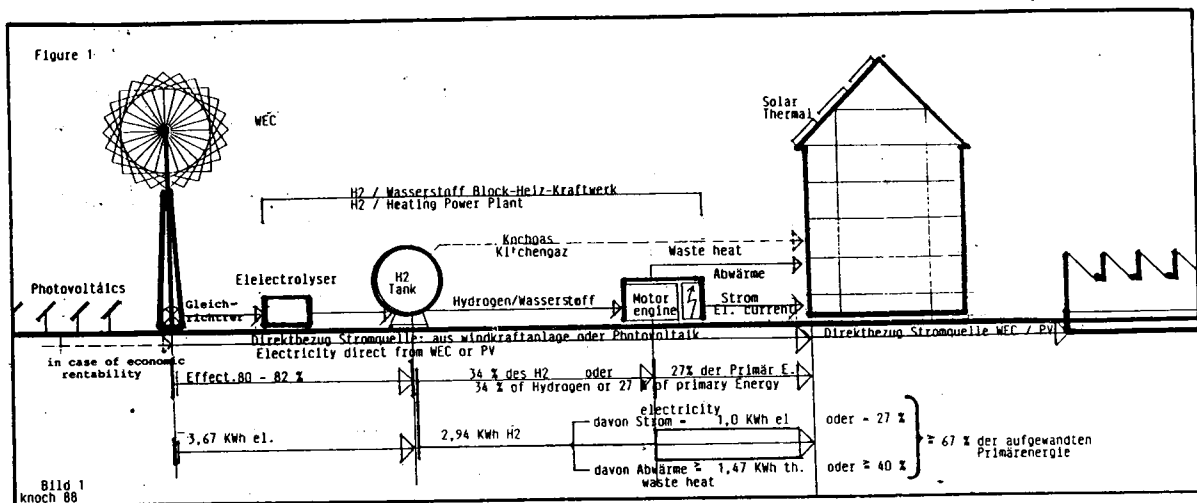 Figure 1
WEC
Solar
Thermal
H2 / Wasserstoff Block-Heiz-Kraftwerk
H2 / Heating Power Plant
Kochgas
Kitchengaz
Waste heat
Abwärme
Photovoltaics
Elelectrolyser
H2
Tank
Gleich-
richtter
Hydrogen/Wasserstoff
Motor
engine
Strom
El. current
Direktbezug Stromquelle: aus windkraftanlage oder Photovoltaik
Electricity direct from WEC or PV
Direktbezug Stromquelle WEC / PV
in case of economic
rentability
Effect.80 - 82 %
34 % des H2 oder 27% der Primär E.
34 % of Hydrogen or 27 % of primary Energy
3,67 KWh el.
2,94 KWh H2
electricity
davon Strom = 1,0 KWh el
oder = 27 %
davon Abwärme ≥ 1,47 KWh th.
waste heat
oder ≥ 40 %
≥ 67 % der aufgewandten
Primärenergie
Bild 1
knoch 88